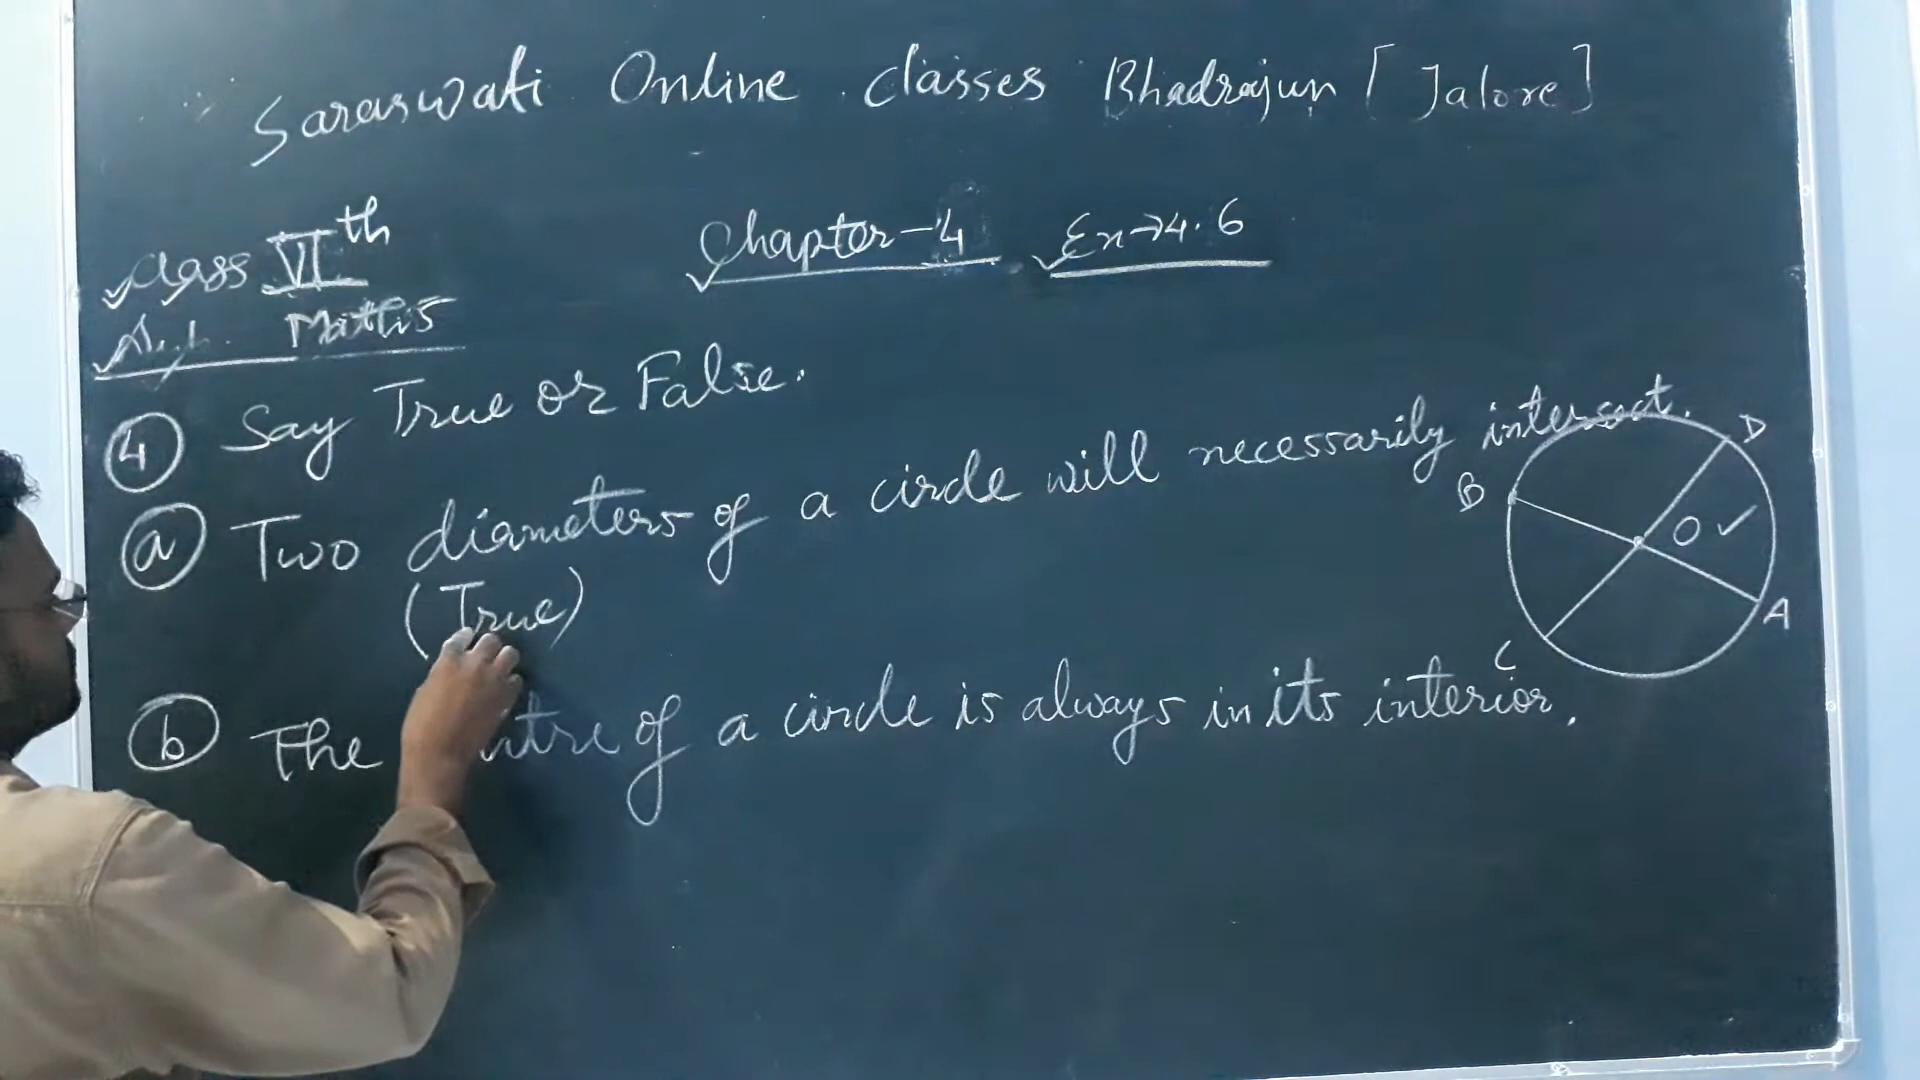 Saraswati Online classes Bhadrajun [Jalore]
Class VIth
Chapter-4 Ex→4.6
Sub. Maths
4 Say True or False.
a Two diameters of a circle will necessarily intersect.
(True)
b The of a circle is always in its interior.
B D O A C